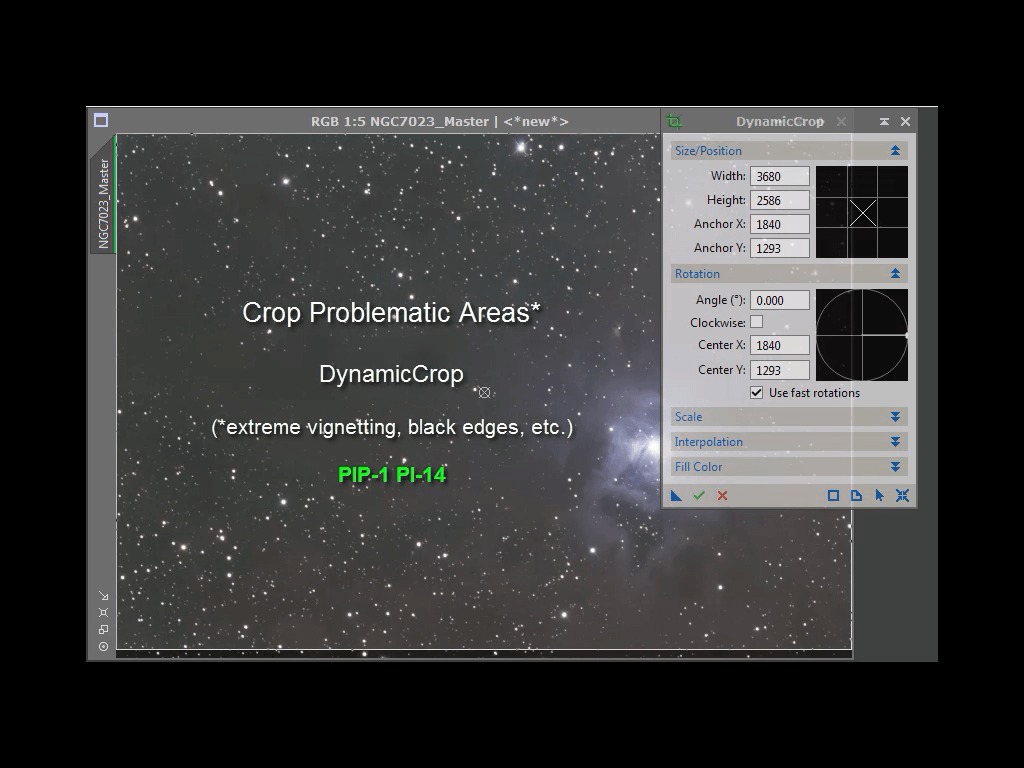 RGB 1:5 NGC7023_Master | <*new*>
NGC7023_Master
Crop Problematic Areas*
DynamicCrop
(*extreme vignetting, black edges, etc.)
PIP-1 PI-14
DynamicCrop
Size/Position
Width: 3680
Height: 2586
Anchor X: 1840
Anchor Y: 1293
Rotation
Angle (°): 0.000
Clockwise:
Center X: 1840
Center Y: 1293
Use fast rotations
Scale
Interpolation
Fill Color